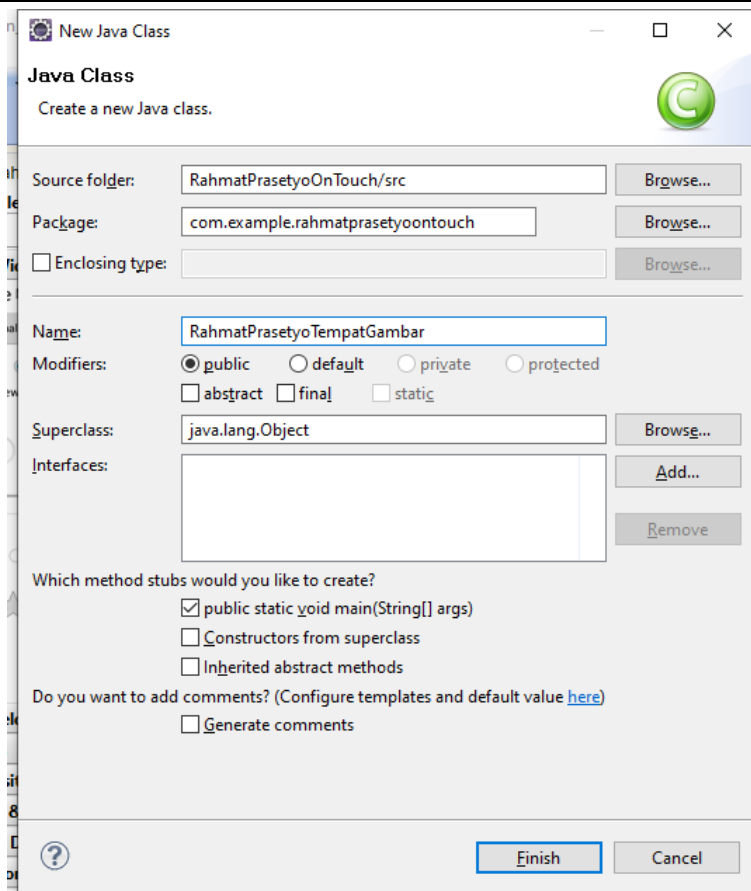 New Java Class
Java Class
Create a new Java class.
Source folder: RahmatPrasetyoOnTouch/src Browse...
Package: com.example.rahmatprasetyoontouch Browse...
Enclosing type: Browse...
Name: RahmatPrasetyoTempatGambar
Modifiers: public default private protected
abstract final static
Superclass: java.lang.Object Browse...
Interfaces: Add...
Remove
Which method stubs would you like to create?
public static void main(String[] args)
Constructors from superclass
Inherited abstract methods
Do you want to add comments? (Configure templates and default value here)
Generate comments
Finish Cancel